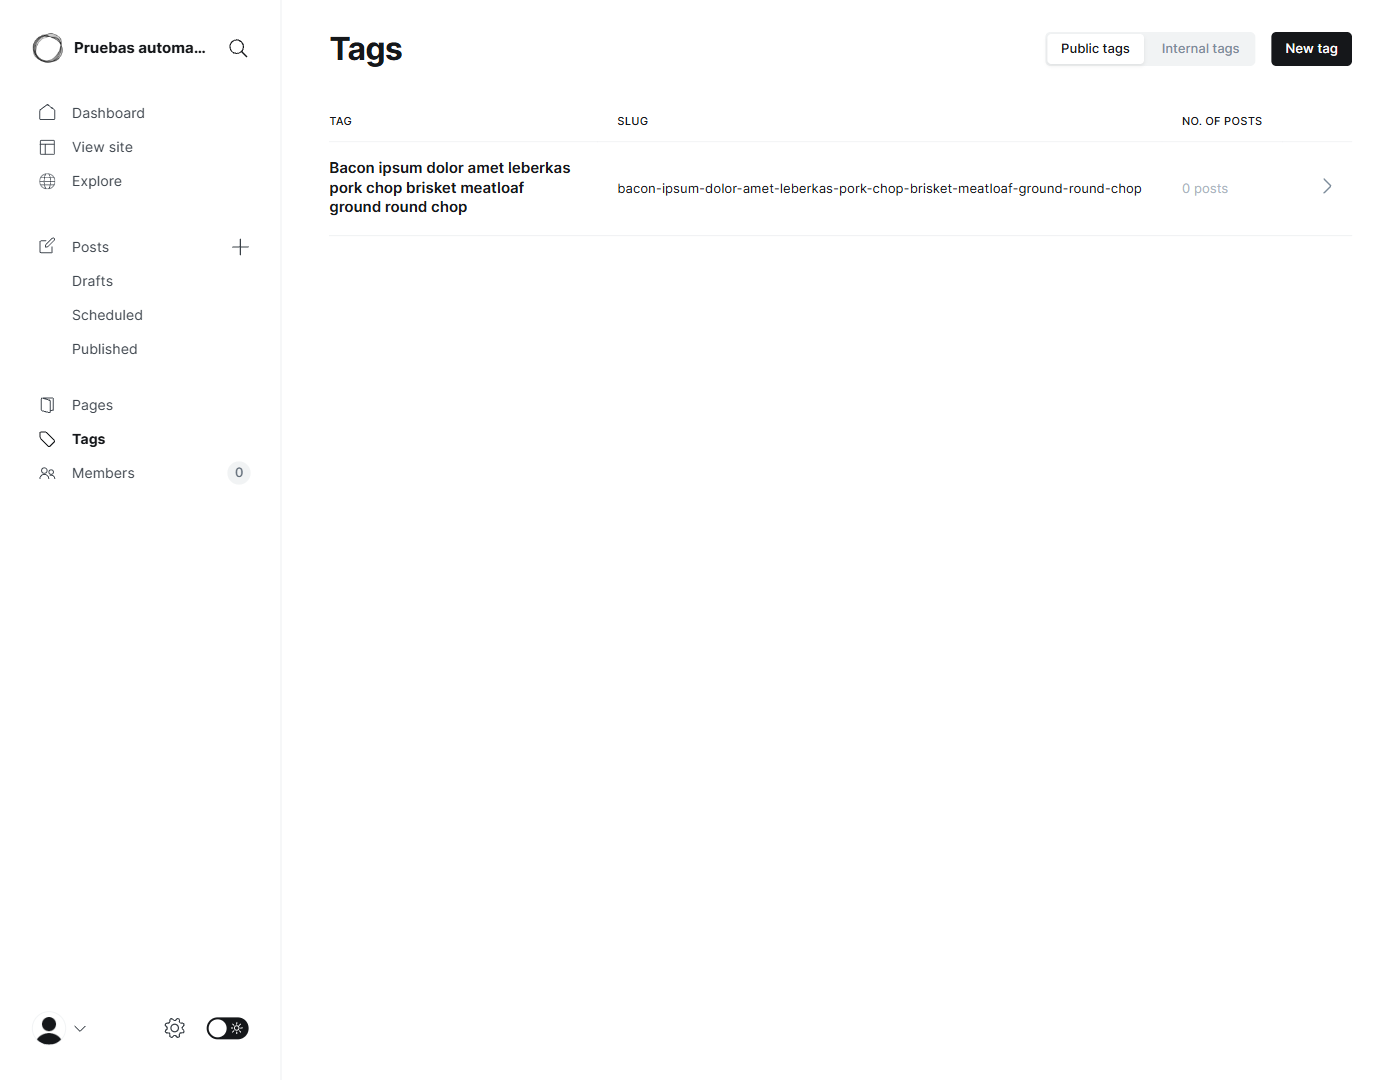 Pruebas automa...
Dashboard
View site
Explore
Posts
Drafts
Scheduled
Published
Pages
Tags
Members 0
Tags
Public tags Internal tags New tag
TAG SLUG NO. OF POSTS
Bacon ipsum dolor amet leberkas
pork chop brisket meatloaf
ground round chop
bacon-ipsum-dolor-amet-leberkas-pork-chop-brisket-meatloaf-ground-round-chop
0 posts